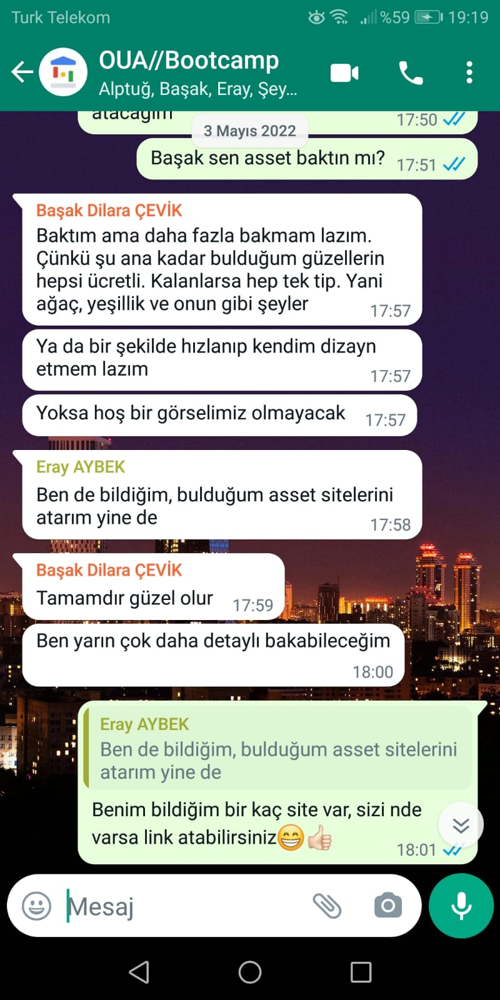 Turk Telekom %59 19:19
OUA//Bootcamp
Alptuğ, Başak, Eray, Şey...
atacağım 17:50
3 Mayıs 2022
Başak sen asset baktın mı? 17:51
Başak Dilara ÇEVİK
Baktım ama daha fazla bakmam lazım.
Çünkü şu ana kadar bulduğum güzellerin
hepsi ücretli. Kalanlarsa hep tek tip. Yani
ağaç, yeşillik ve onun gibi şeyler 17:57
Ya da bir şekilde hızlanıp kendim dizayn
etmem lazım 17:57
Yoksa hoş bir görselimiz olmayacak 17:57
Eray AYBEK
Ben de bildiğim, bulduğum asset sitelerini
atarım yine de 17:58
Başak Dilara ÇEVİK
Tamamdır güzel olur 17:59
Ben yarın çok daha detaylı bakabileceğim
18:00
Eray AYBEK
Ben de bildiğim, bulduğum asset sitelerini
atarım yine de
Benim bildiğim bir kaç site var, sizi nde
varsa link atabilirsiniz😁👍🏻
18:01
Mesaj